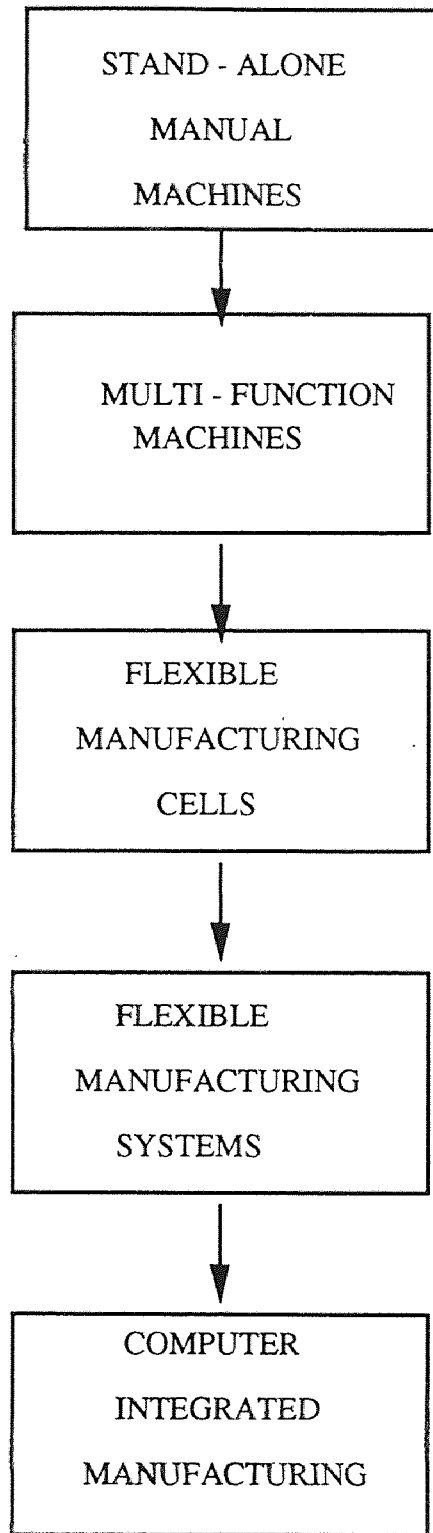 STAND - ALONE
MANUAL
MACHINES
MULTI - FUNCTION
MACHINES
FLEXIBLE
MANUFACTURING
CELLS
FLEXIBLE
MANUFACTURING
SYSTEMS
COMPUTER
INTEGRATED
MANUFACTURING